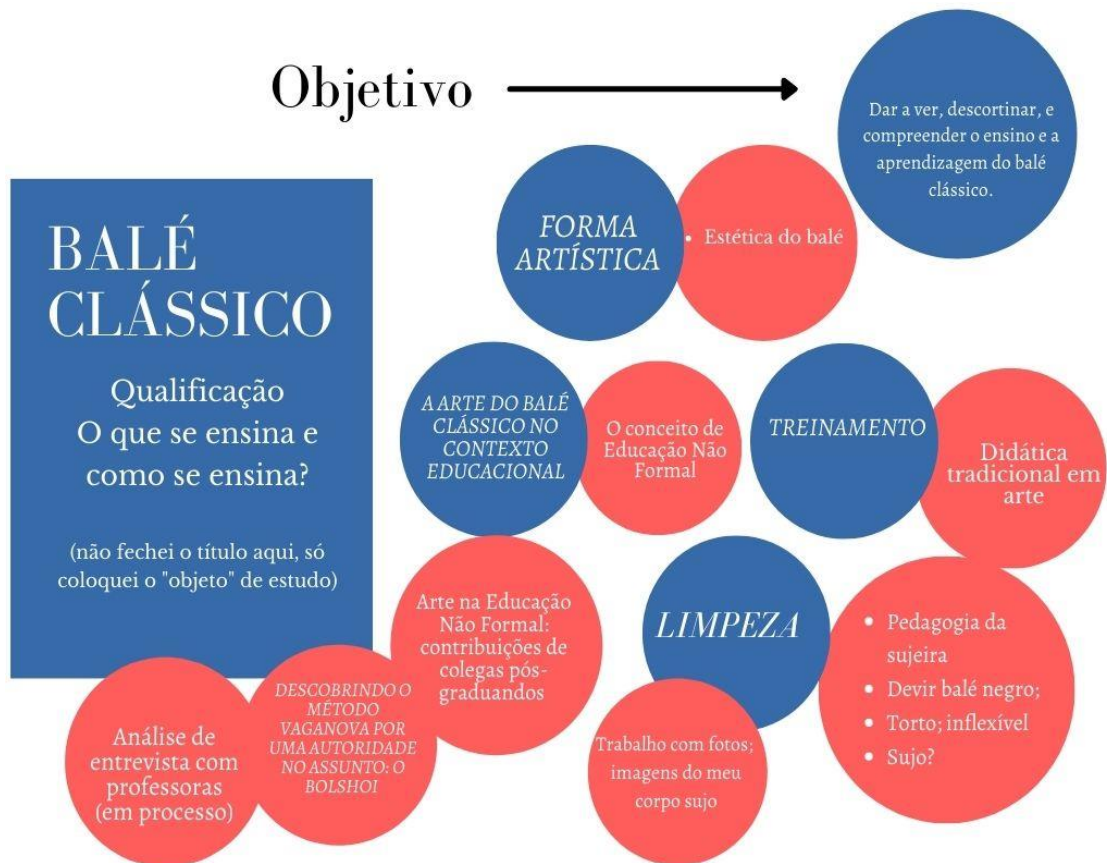 Objetivo
Dar a ver, descortinar, e
compreender o ensino e a
aprendizagem do balé
clássico.
BALÉ
CLÁSSICO
Qualificação
O que se ensina e
como se ensina?
(não fechei o título aqui, só
coloquei o "objeto" de estudo)
FORMA
ARTÍSTICA
• Estética do balé
A ARTE DO BALÉ
CLÁSSICO NO
CONTEXTO
EDUCACIONAL
O conceito de
Educação Não
Formal
TREINAMENTO
Didática
tradicional em
arte
Arte na Educação
Não Formal:
contribuições de
colegas pós-
graduandos
LIMPEZA
• Pedagogia da
sujeira
• Devir balé negro;
• Torto; inflexível
• Sujo?
Análise de
entrevista com
professoras
(em processo)
DESCOBRINDO O
MÉTODO
VAGANOVA POR
UMA AUTORIDADE
NO ASSUNTO: O
BOLSHOI
Trabalho com fotos;
imagens do meu
corpo sujo